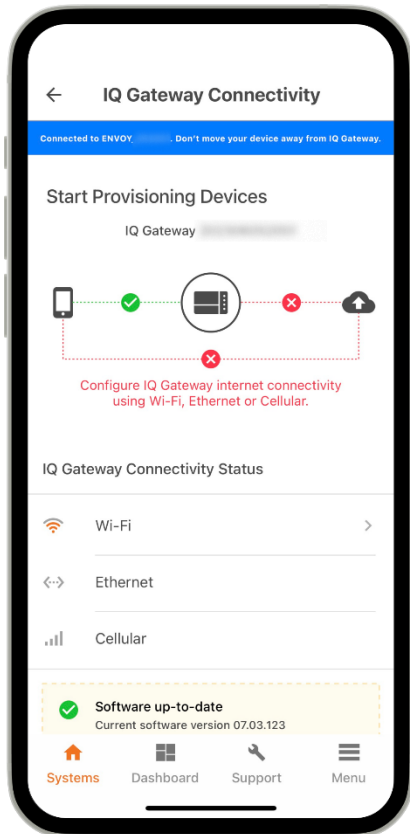 IQ Gateway Connectivity
Connected to ENVOY . Don't move your device away from IQ Gateway.
Start Provisioning Devices
IQ Gateway
Configure IQ Gateway internet connectivity
using Wi-Fi, Ethernet or Cellular.
IQ Gateway Connectivity Status
Wi-Fi
Ethernet
Cellular
Software up-to-date
Current software version 07.03.123
Systems Dashboard Support Menu